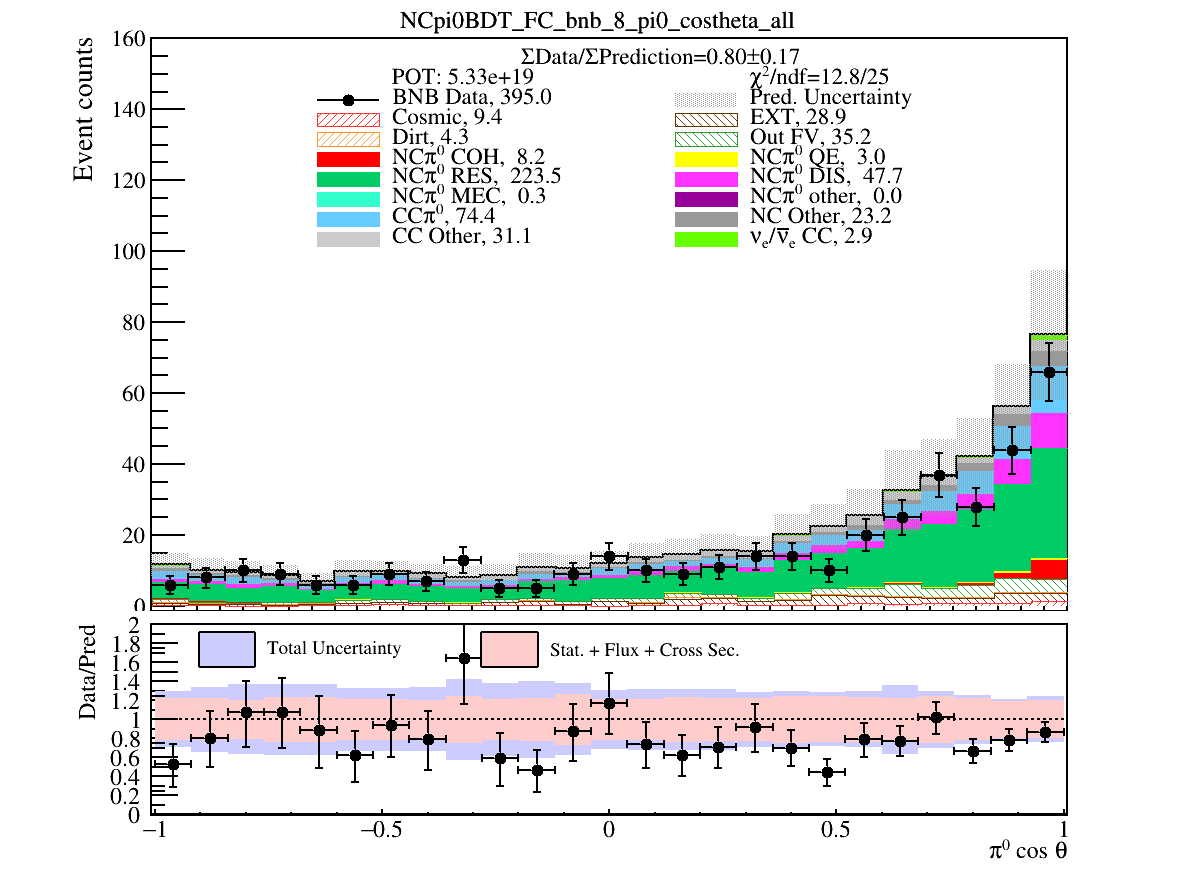 NCpi0BDT_FC_bnb_8_pi0_costheta_all
ΣData/ΣPrediction=0.80±0.17
POT: 5.33e+19
χ²/ndf=12.8/25
BNB Data, 395.0
Pred. Uncertainty
Cosmic, 9.4
EXT, 28.9
Dirt, 4.3
Out FV, 35.2
NCπ⁰ COH, 8.2
NCπ⁰ QE, 3.0
NCπ⁰ RES, 223.5
NCπ⁰ DIS, 47.7
NCπ⁰ MEC, 0.3
NCπ⁰ other, 0.0
CCπ⁰, 74.4
NC Other, 23.2
CC Other, 31.1
νₑ/ν̅ₑ CC, 2.9
Event counts
160
140
120
100
80
60
40
20
0
Data/Pred
Total Uncertainty
Stat. + Flux + Cross Sec.
2
1.8
1.6
1.4
1.2
1
0.8
0.6
0.4
0.2
0
−1
−0.5
0
0.5
1
π⁰ cos θ